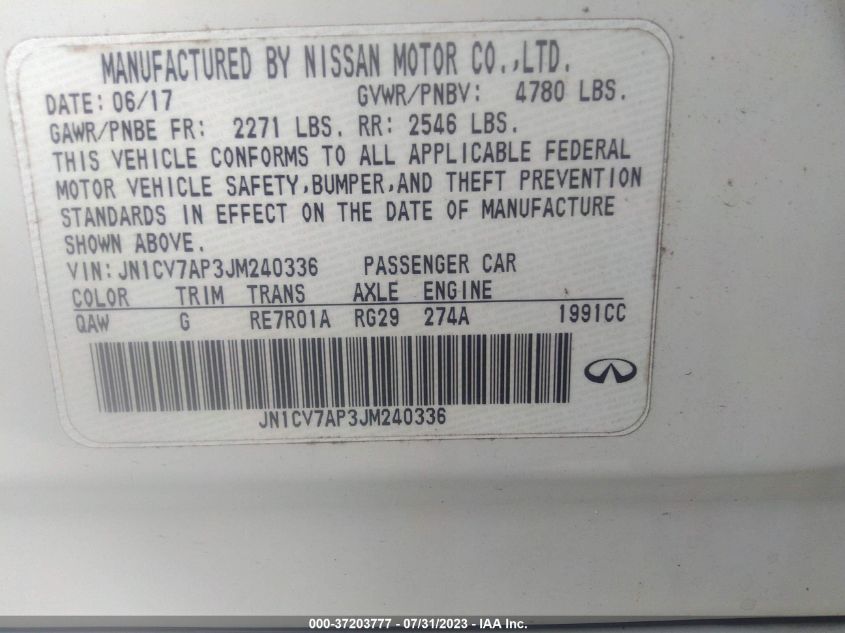 MANUFACTURED BY NISSAN MOTOR CO.,LTD.
DATE: 06/17 GVWR/PNBV: 4780 LBS.
GAWR/PNBE FR: 2271 LBS. RR: 2546 LBS.
THIS VEHICLE CONFORMS TO ALL APPLICABLE FEDERAL
MOTOR VEHICLE SAFETY,BUMPER,AND THEFT PREVENTION
STANDARDS IN EFFECT ON THE DATE OF MANUFACTURE
SHOWN ABOVE.
VIN: JN1CV7AP3JM240336 PASSENGER CAR
COLOR TRIM TRANS AXLE ENGINE
QAW G RE7R01A RG29 274A 1991CC
JN1CV7AP3JM240336
000-37203777 - 07/31/2023 - IAA Inc.